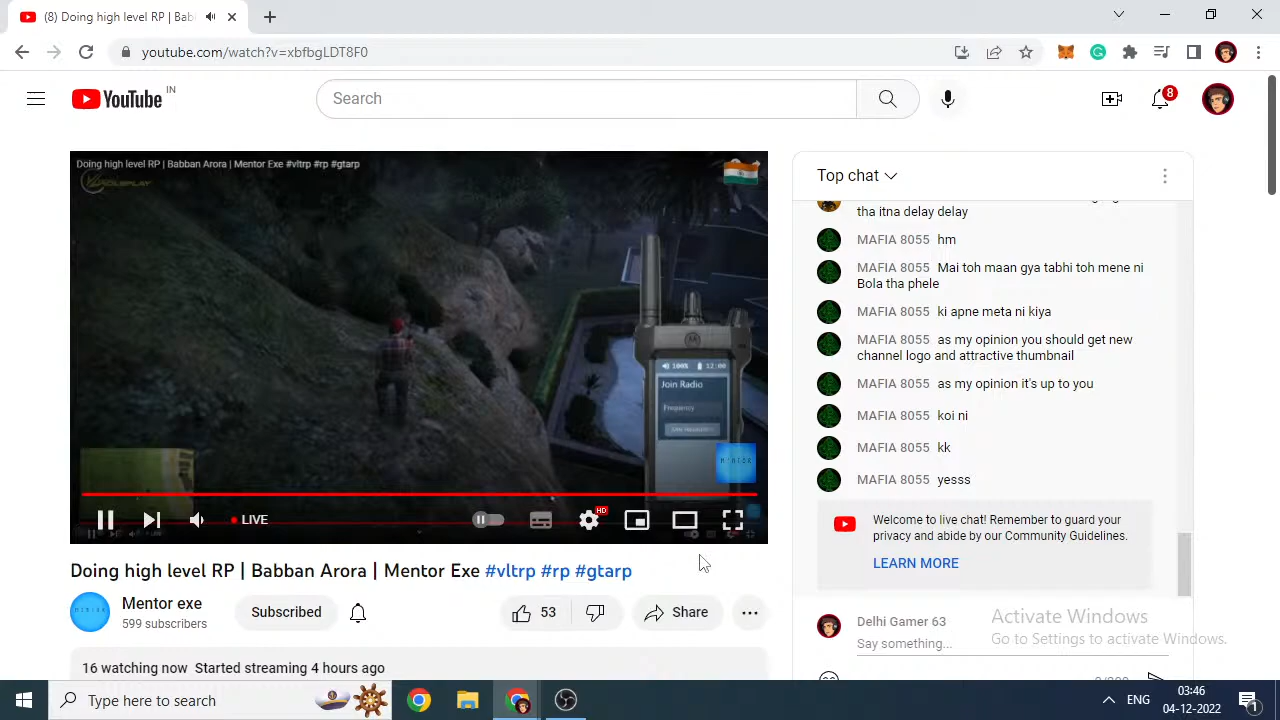 (8) Doing high level RP | Bab
youtube.com/watch?v=xbfbgLDT8F0
YouTube IN
Search
8
Doing high level RP | Babban Arora | Mentor Exe #vltrp #rp #gtarp
100% 12:00
Join Radio
Frequency
MENTOR
LIVE
HD
Doing high level RP | Babban Arora | Mentor Exe #vltrp #rp #gtarp
Mentor exe
599 subscribers
Subscribed
53
Share
16 watching now Started streaming 4 hours ago
Top chat
tha itna delay delay
MAFIA 8055 hm
MAFIA 8055 Mai toh maan gya tabhi toh mene ni
Bola tha phele
MAFIA 8055 ki apne meta ni kiya
MAFIA 8055 as my opinion you should get new
channel logo and attractive thumbnail
MAFIA 8055 as my opinion it's up to you
MAFIA 8055 koi ni
MAFIA 8055 kk
MAFIA 8055 yesss
Welcome to live chat! Remember to guard your
privacy and abide by our Community Guidelines.
LEARN MORE
Delhi Gamer 63
Say something...
Activate Windows
Go to Settings to activate Windows.
Type here to search
ENG
03:46
04-12-2022
1